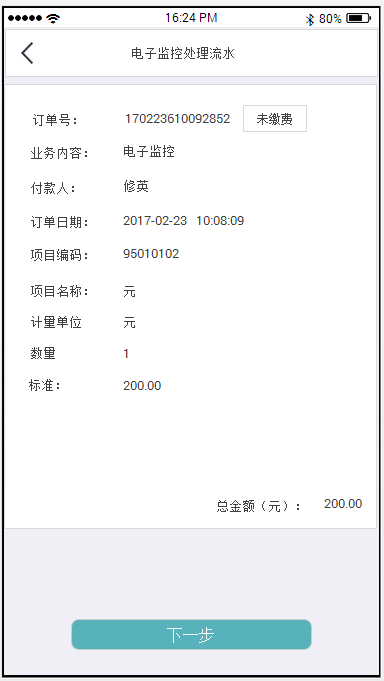 16:24 PM 80%
电子监控处理流水
订单号： 170223610092852 未缴费
业务内容： 电子监控
付款人： 修英
订单日期： 2017-02-23 10:08:09
项目编码： 95010102
项目名称： 元
计量单位 元
数量 1
标准： 200.00
总金额（元）： 200.00
下一步